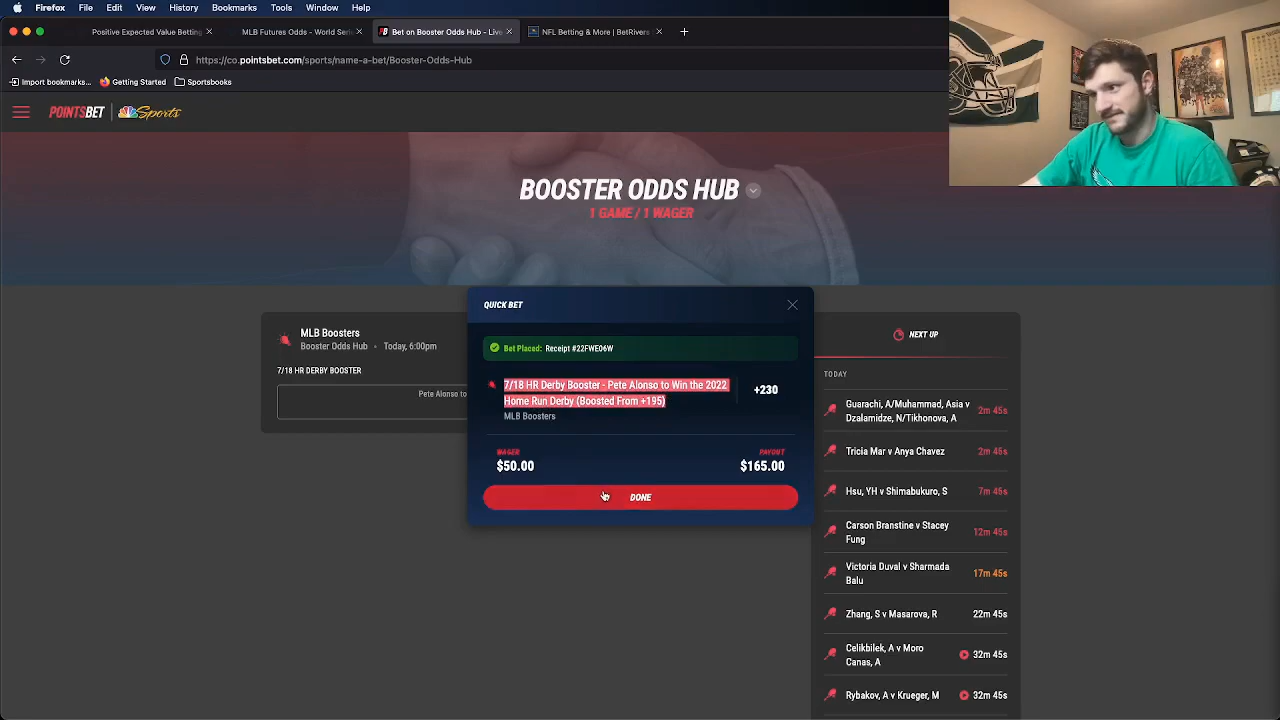 Firefox File Edit View History Bookmarks Tools Window Help
Positive Expected Value Betting MLB Futures Odds - World Seri Bet on Booster Odds Hub - Live NFL Betting & More | BetRivers
https://co.pointsbet.com/sports/name-a-bet/Booster-Odds-Hub
Import bookmarks... Getting Started Sportsbooks
POINTSBET NBC Sports
BOOSTER ODDS HUB
1 GAME / 1 WAGER
QUICK BET
Bet Placed: Receipt #22FWE06W
7/18 HR Derby Booster - Pete Alonso to Win the 2022
Home Run Derby (Boosted From +195)
+230
MLB Boosters
WAGER PAYOUT
$50.00 $165.00
DONE
MLB Boosters
Booster Odds Hub • Today, 6:00pm
7/18 HR DERBY BOOSTER
Pete Alonso to
NEXT UP
TODAY
Guarachi, A/Muhammad, Asia v
Dzalamidze, N/Tikhonova, A
2m 45s
Tricia Mar v Anya Chavez 2m 45s
Hsu, YH v Shimabukuro, S 7m 45s
Carson Branstine v Stacey
Fung
12m 45s
Victoria Duval v Sharmada
Balu
17m 45s
Zhang, S v Masarova, R 22m 45s
Celikbilek, A v Moro
Canas, A
32m 45s
Rybakov, A v Krueger, M 32m 45s